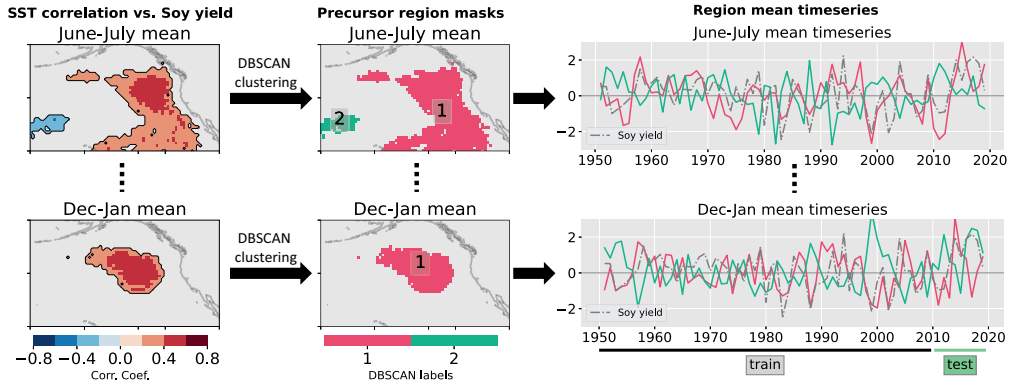 SST correlation vs. Soy yield
Precursor region masks
Region mean timeseries
June-July mean
June-July mean
June-July mean timeseries
DBSCAN
clustering
1
2
2
0
−2
Soy yield
1950 1960 1970 1980 1990 2000 2010 2020
Dec-Jan mean
Dec-Jan mean
Dec-Jan mean timeseries
DBSCAN
clustering
1
2
0
−2
Soy yield
1950 1960 1970 1980 1990 2000 2010 2020
−0.8 −0.4 0.0 0.4 0.8
Corr. Coef.
1 2
DBSCAN labels
train
test